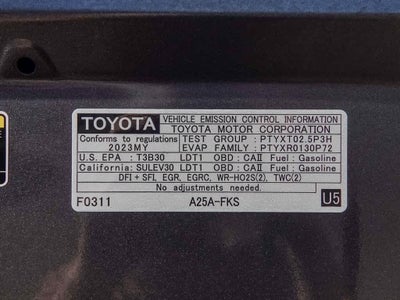 TOYOTA VEHICLE EMISSION CONTROL INFORMATION
TOYOTA MOTOR CORPORATION
Conforms to regulations TEST GROUP : PTYXT02.5P3H
2023MY EVAP FAMILY : PTYXR0130P72
U.S. EPA : T3B30 LDT1 OBD : CAII Fuel : Gasoline
California: SULEV30 LDT1 OBD : CAII Fuel : Gasoline
DFI + SFI, EGR, EGRC, WR-HO2S(2), TWC(2)
No adjustments needed.
F0311 A25A-FKS U5